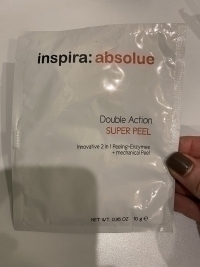 inspira: absolue
Double Action
SUPER PEEL
Innovative 2 in 1 Peeling-Enzymes
+ mechanical Peel
NET WT. 0.35 OZ 10 g e